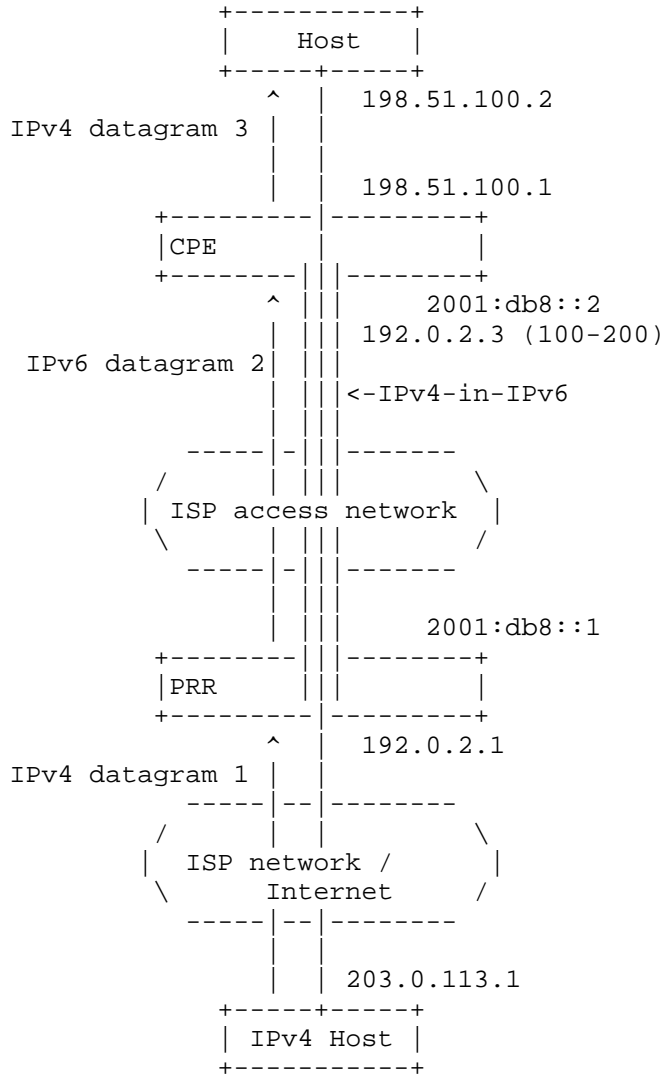 Host
198.51.100.2
IPv4 datagram 3
198.51.100.1
CPE
2001:db8::2
192.0.2.3 (100-200)
IPv6 datagram 2
<-IPv4-in-IPv6
ISP access network
2001:db8::1
PRR
192.0.2.1
IPv4 datagram 1
ISP network /
Internet
203.0.113.1
IPv4 Host